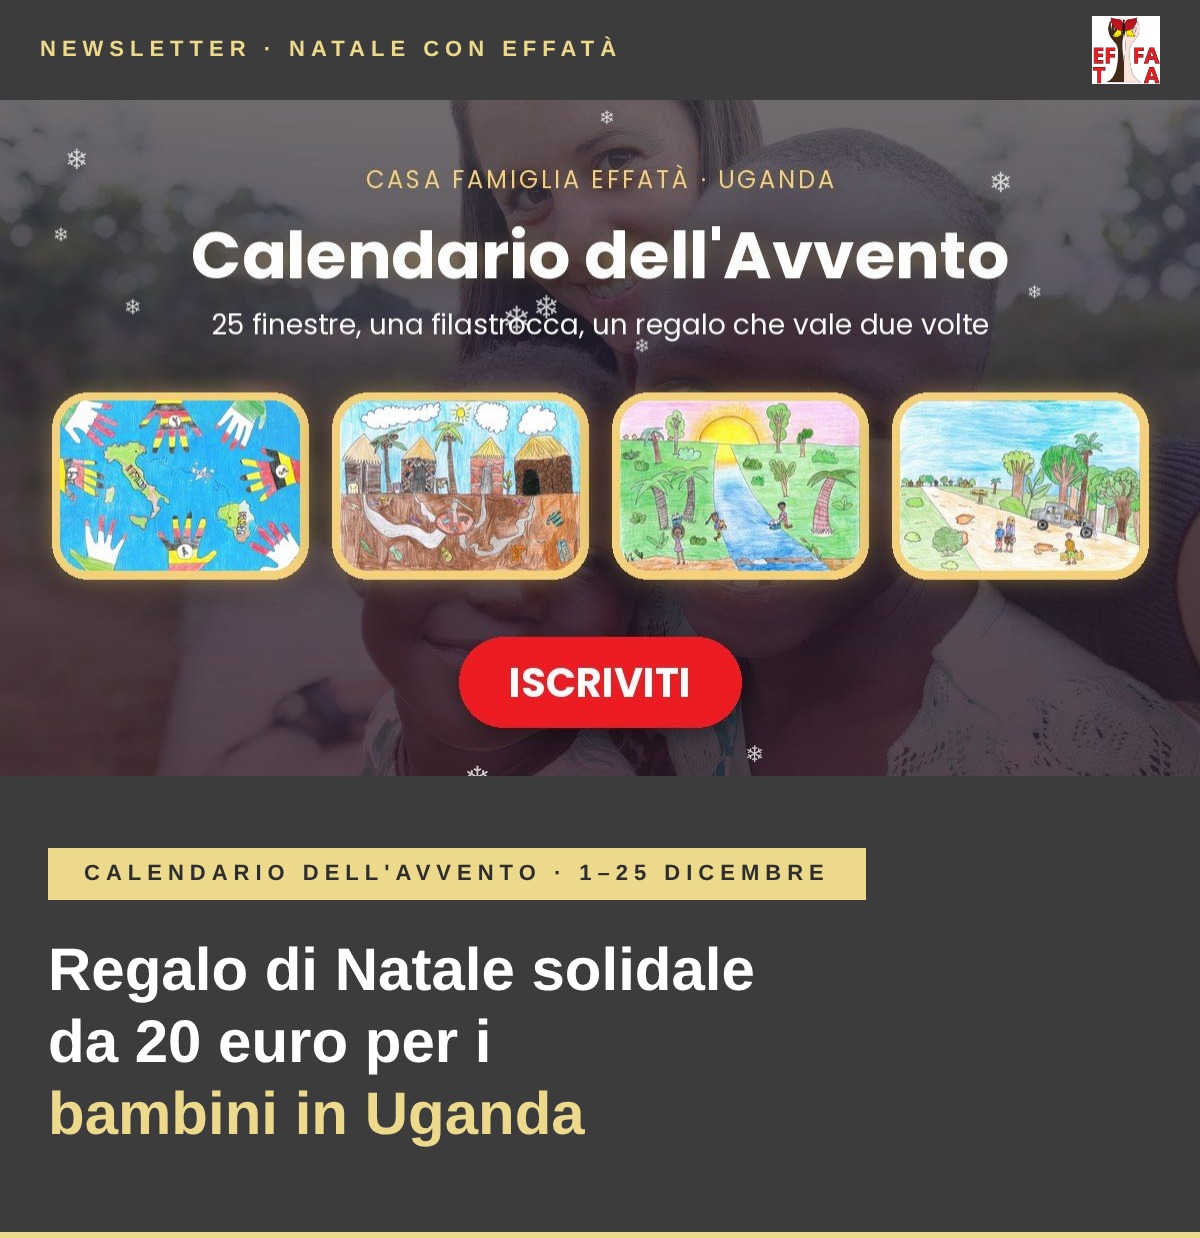 NEWSLETTER · NATALE CON EFFATÀ
EF FA
T A
CASA FAMIGLIA EFFATÀ · UGANDA
Calendario dell'Avvento
25 finestre, una filastrocca, un regalo che vale due volte
ISCRIVITI
CALENDARIO DELL'AVVENTO · 1–25 DICEMBRE
Regalo di Natale solidale
da 20 euro per i
bambini in Uganda